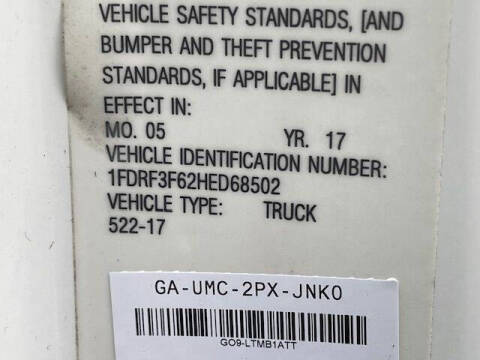 VEHICLE SAFETY STANDARDS, [AND
BUMPER AND THEFT PREVENTION
STANDARDS, IF APPLICABLE] IN
EFFECT IN:
MO. 05 YR. 17
VEHICLE IDENTIFICATION NUMBER:
1FDRF3F62HED68502
VEHICLE TYPE: TRUCK
522-17
GA-UMC-2PX-JNK0
GO9-LTMB1ATT